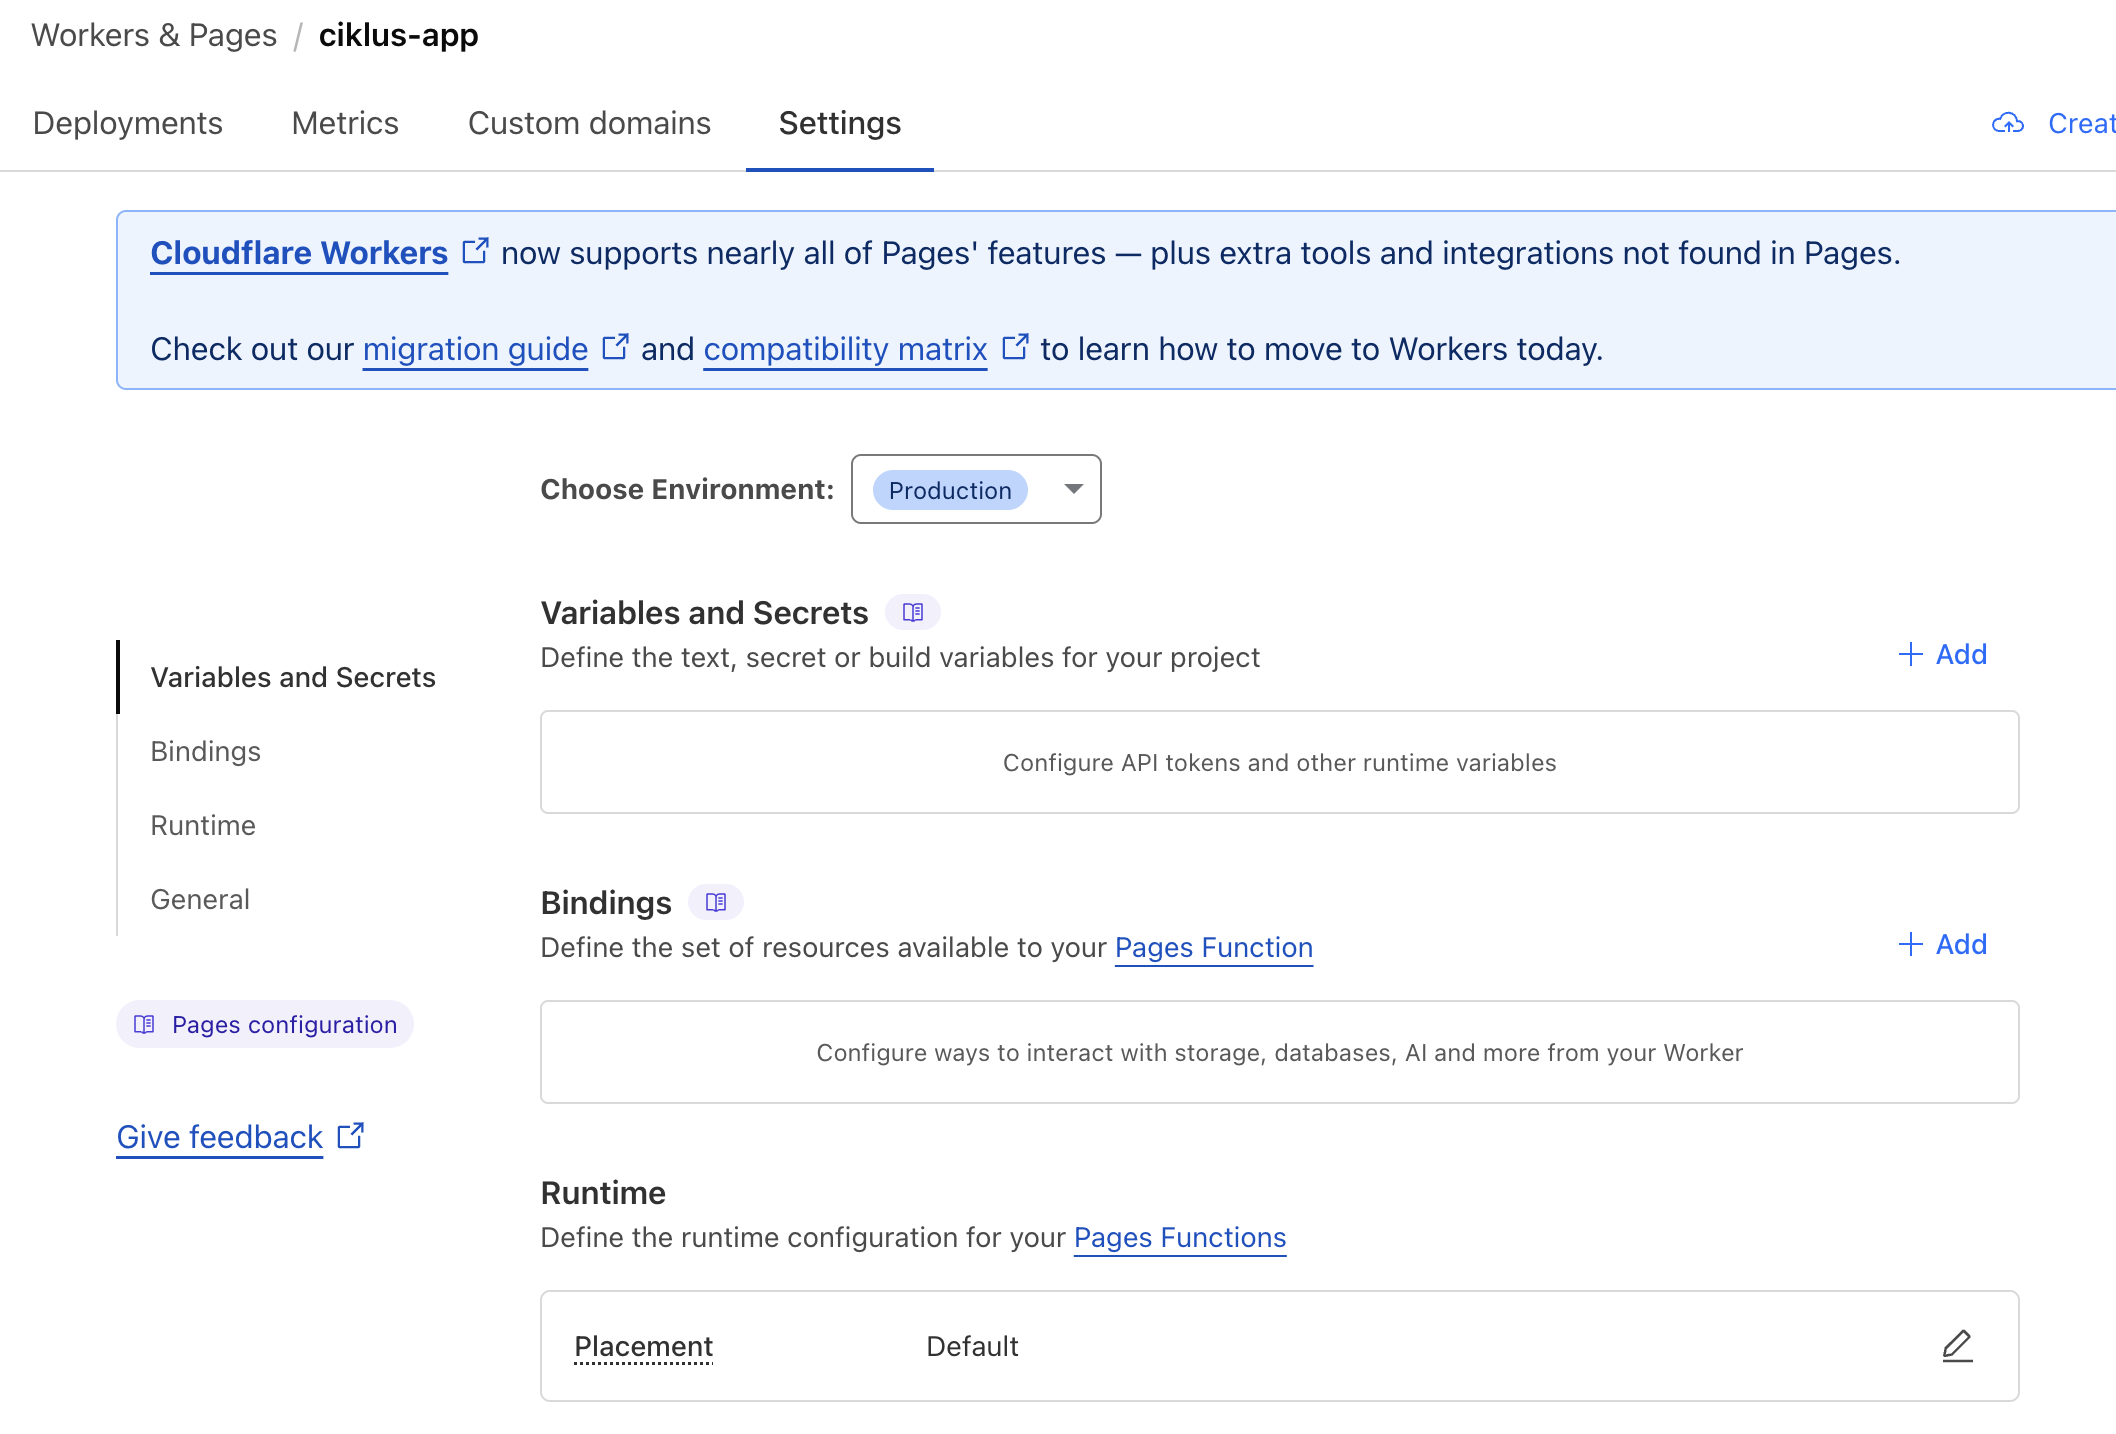 Workers & Pages / ciklus-app
Deployments Metrics Custom domains Settings Creat
Cloudflare Workers now supports nearly all of Pages' features — plus extra tools and integrations not found in Pages.
Check out our migration guide and compatibility matrix to learn how to move to Workers today.
Choose Environment: Production
Variables and Secrets
Bindings
Runtime
General
Pages configuration
Give feedback
Variables and Secrets
Define the text, secret or build variables for your project
+ Add
Configure API tokens and other runtime variables
Bindings
Define the set of resources available to your Pages Function
+ Add
Configure ways to interact with storage, databases, AI and more from your Worker
Runtime
Define the runtime configuration for your Pages Functions
Placement Default